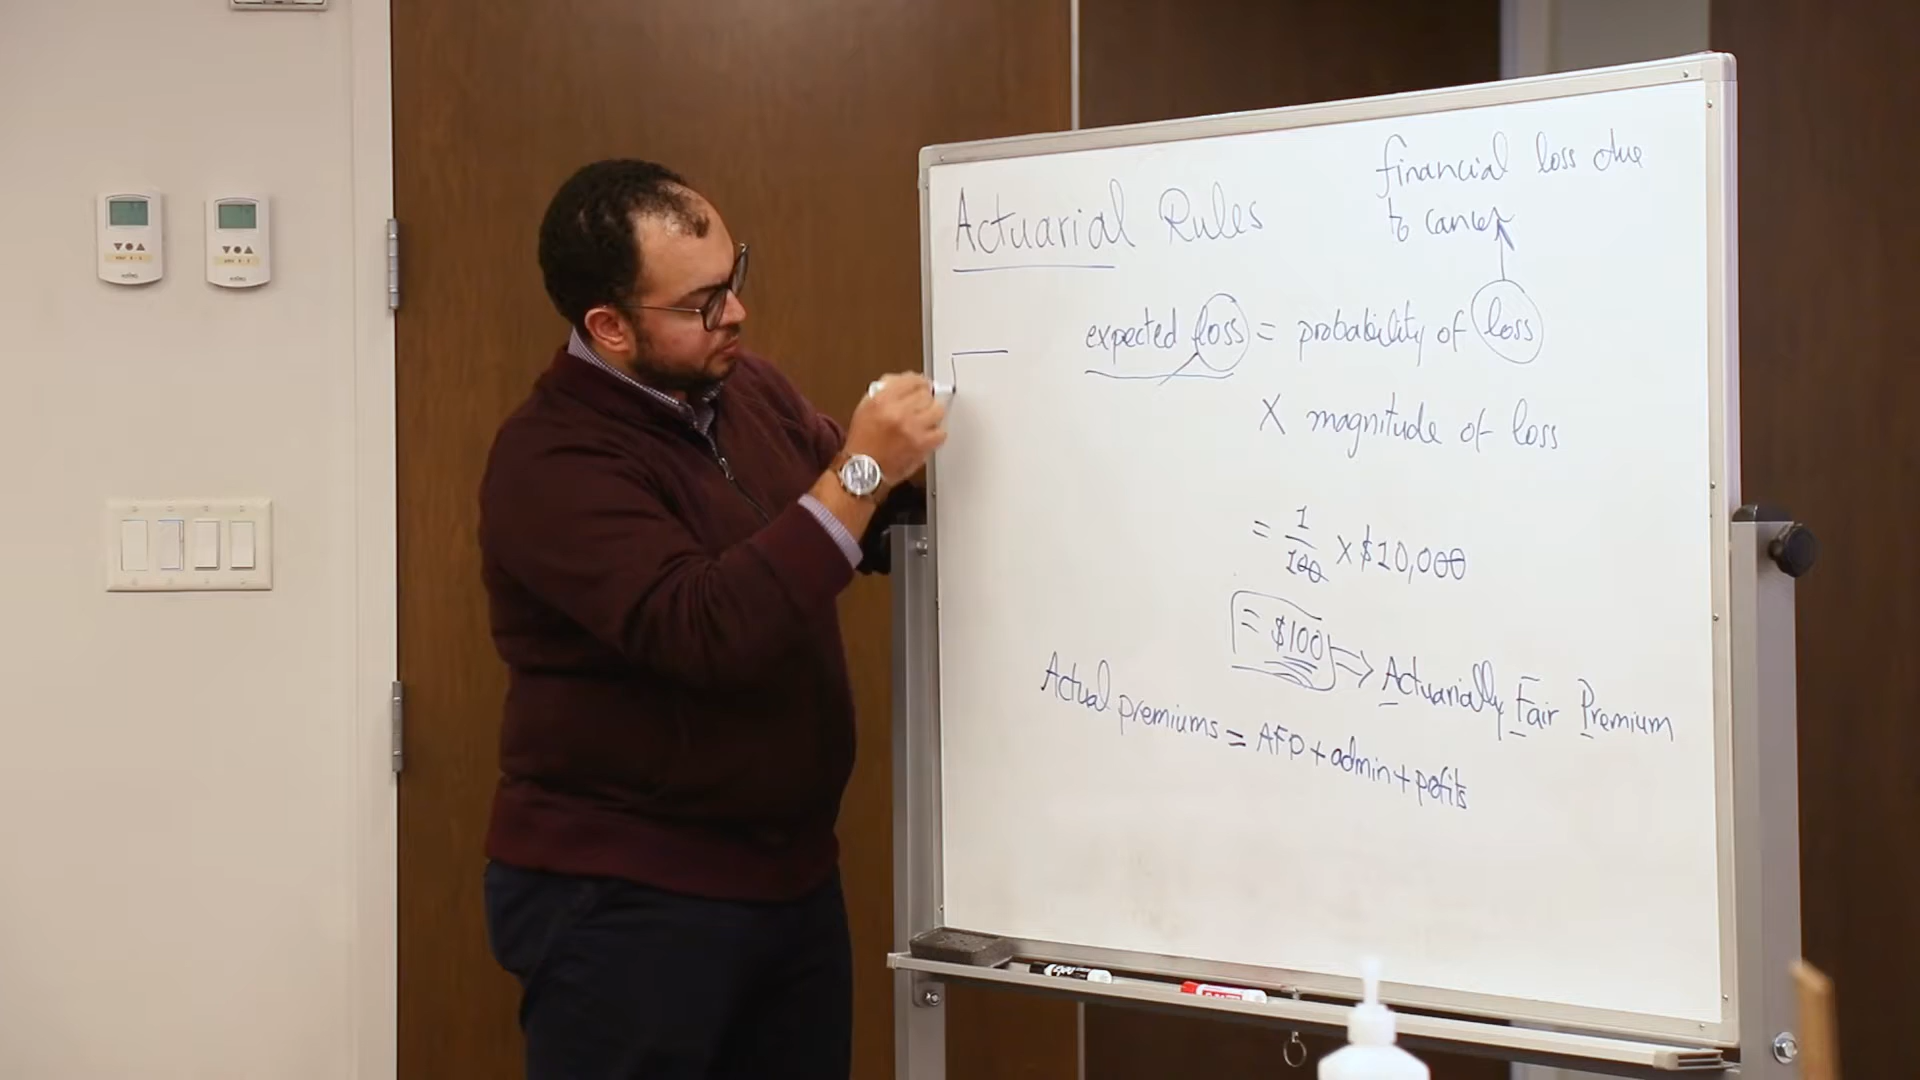 Actuarial Rules
financial loss due
to cancer
expected loss = probability of loss
X magnitude of loss
= 1/100 X $10,000
= $100 => Actuarially Fair Premium
Actual premiums = AFP + admin + pofits